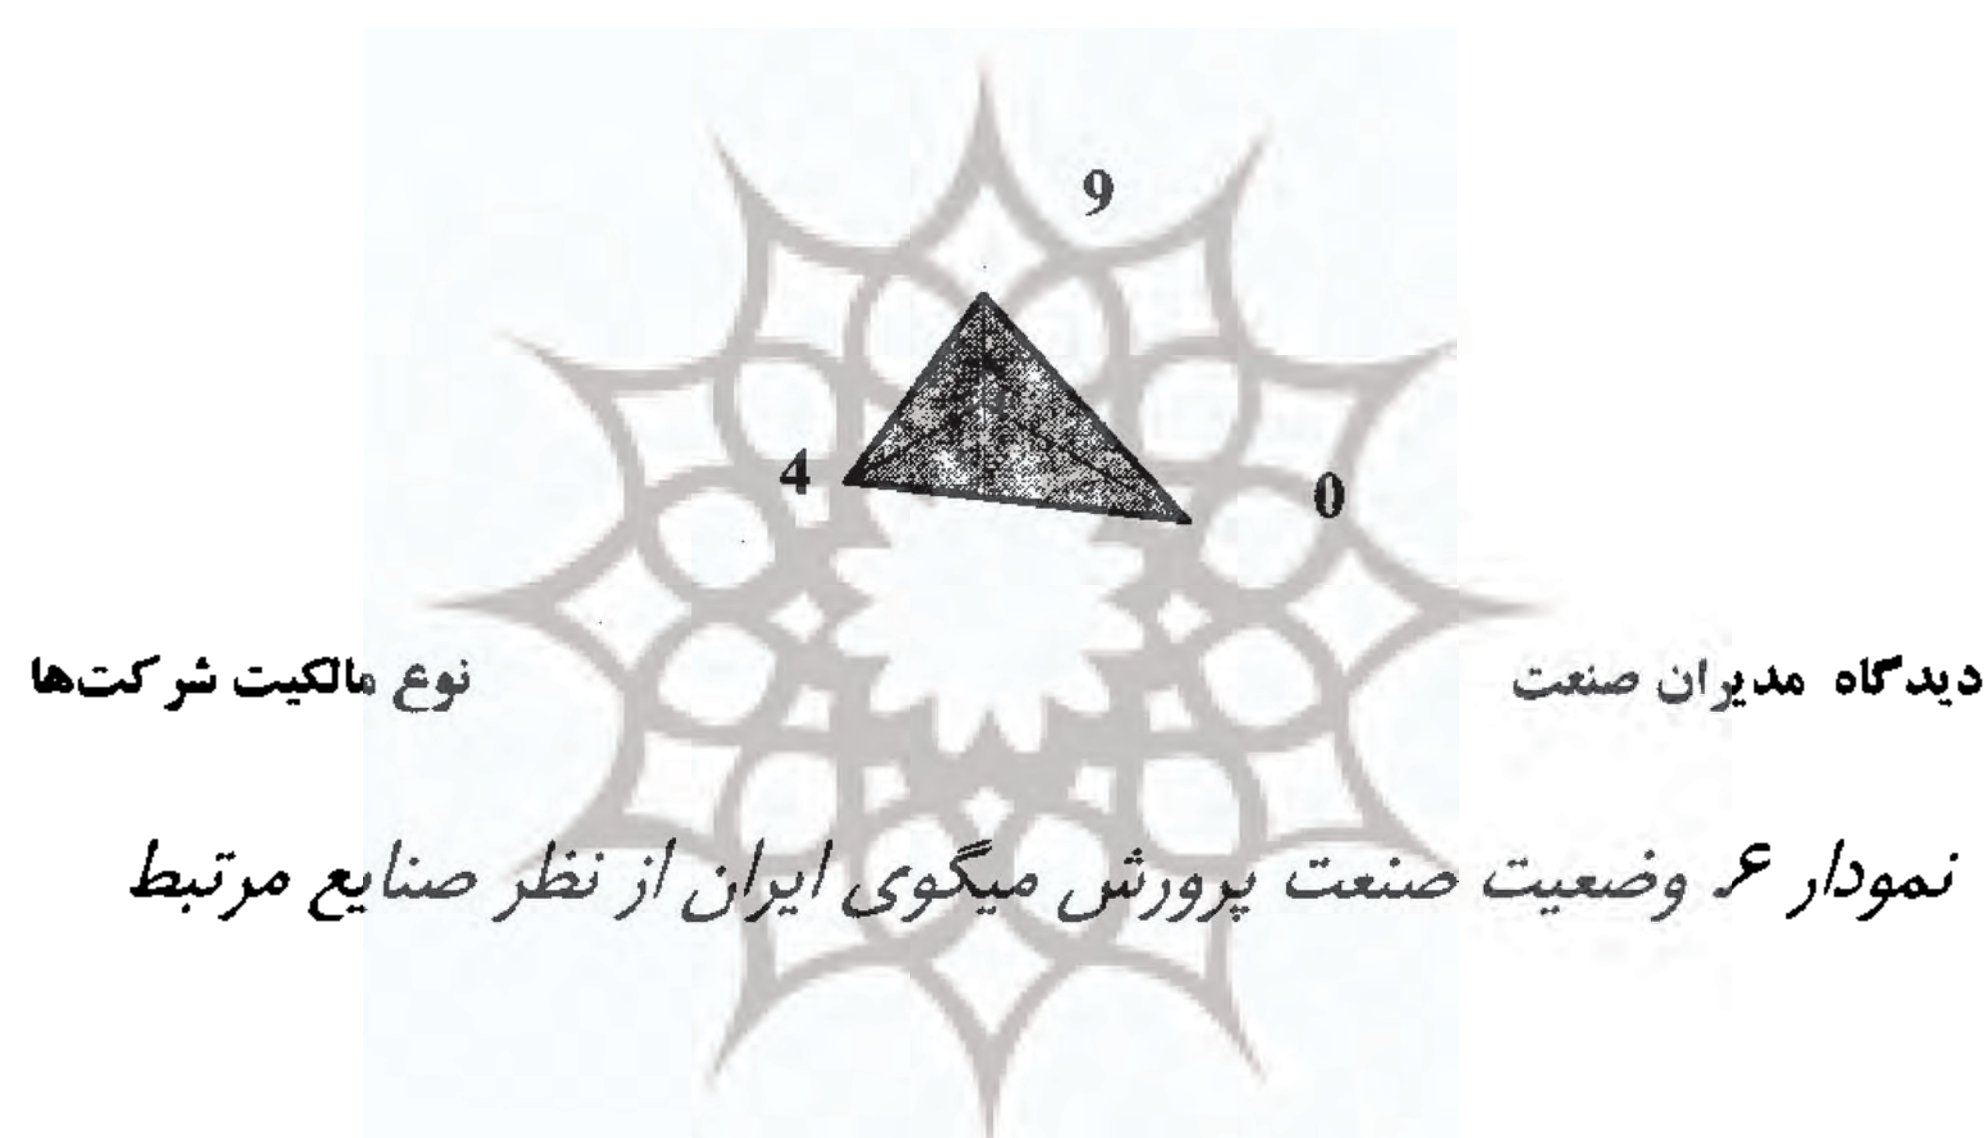 9
4
0
دیدگاه مدیران صنعت
نوع مالکیت شرکت‌ها
نمودار ۶. وضعیت صنعت پرورش میگوی ایران از نظر صنایع مرتبط